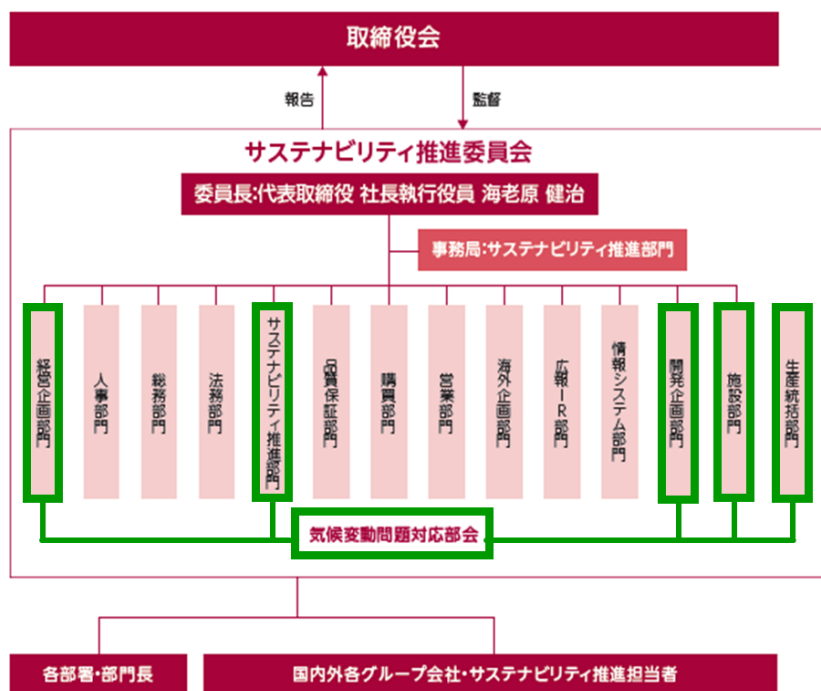 取締役会
報告
監督
サステナビリティ推進委員会
委員長:代表取締役 社長執行役員 海老原 健治
事務局:サステナビリティ推進部門
経営企画部門
人事部門
総務部門
法務部門
サステナビリティ推進部門
品質保証部門
購買部門
営業部門
海外企画部門
広報IR部門
情報システム部門
開発企画部門
施設部門
生産統括部門
気候変動問題対応部会
各部署・部門長
国内外各グループ会社・サステナビリティ推進担当者